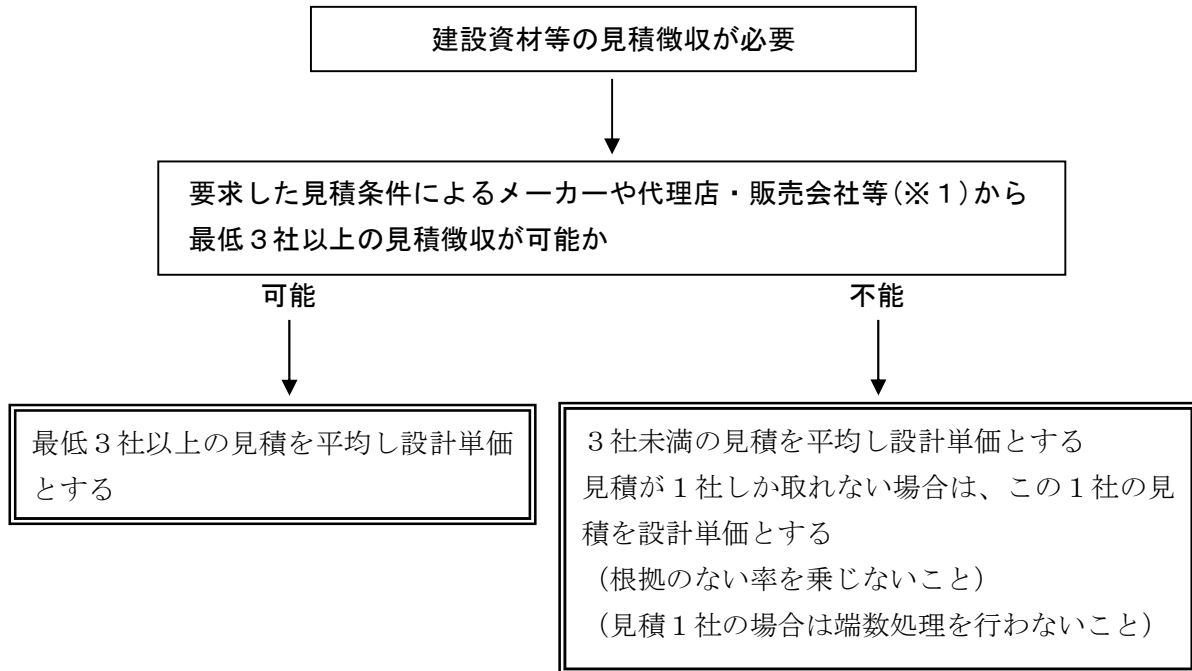 建設資材等の見積徴収が必要
要求した見積条件によるメーカーや代理店・販売会社等(※１)から
最低３社以上の見積徴収が可能か
可能
不能
最低３社以上の見積を平均し設計単価
とする
３社未満の見積を平均し設計単価とする
見積が１社しか取れない場合は、この１社の見
積を設計単価とする
（根拠のない率を乗じないこと）
（見積１社の場合は端数処理を行わないこと）